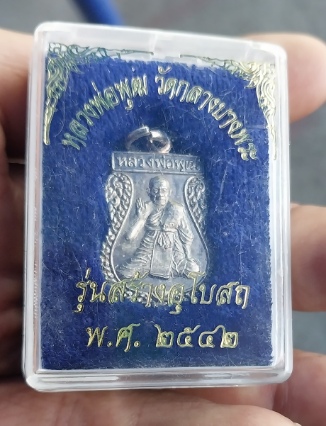 หลวงพ่อพูน วัดกลางบางพระ
หลวงพ่อพูน
รุ่นสร้างอุโบสถ
พ.ศ. ๒๕๔๒